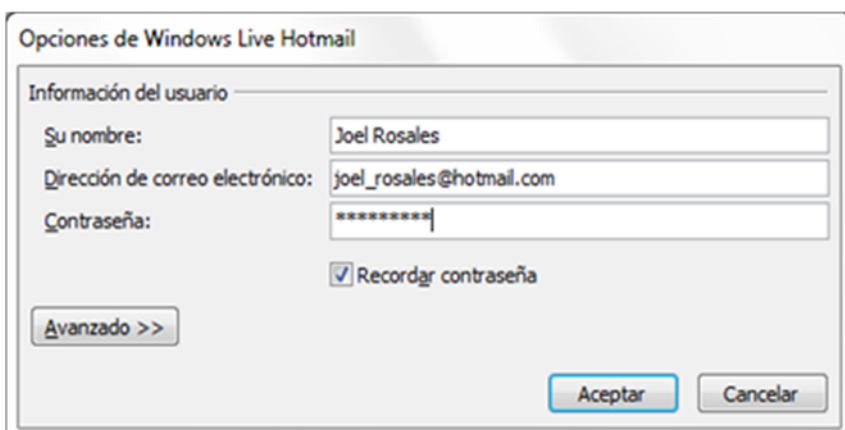 Opciones de Windows Live Hotmail
Información del usuario
Su nombre: Joel Rosales
Dirección de correo electrónico: joel_rosales@hotmail.com
Contraseña: *********
Recordar contraseña
Avanzado >>
Aceptar Cancelar